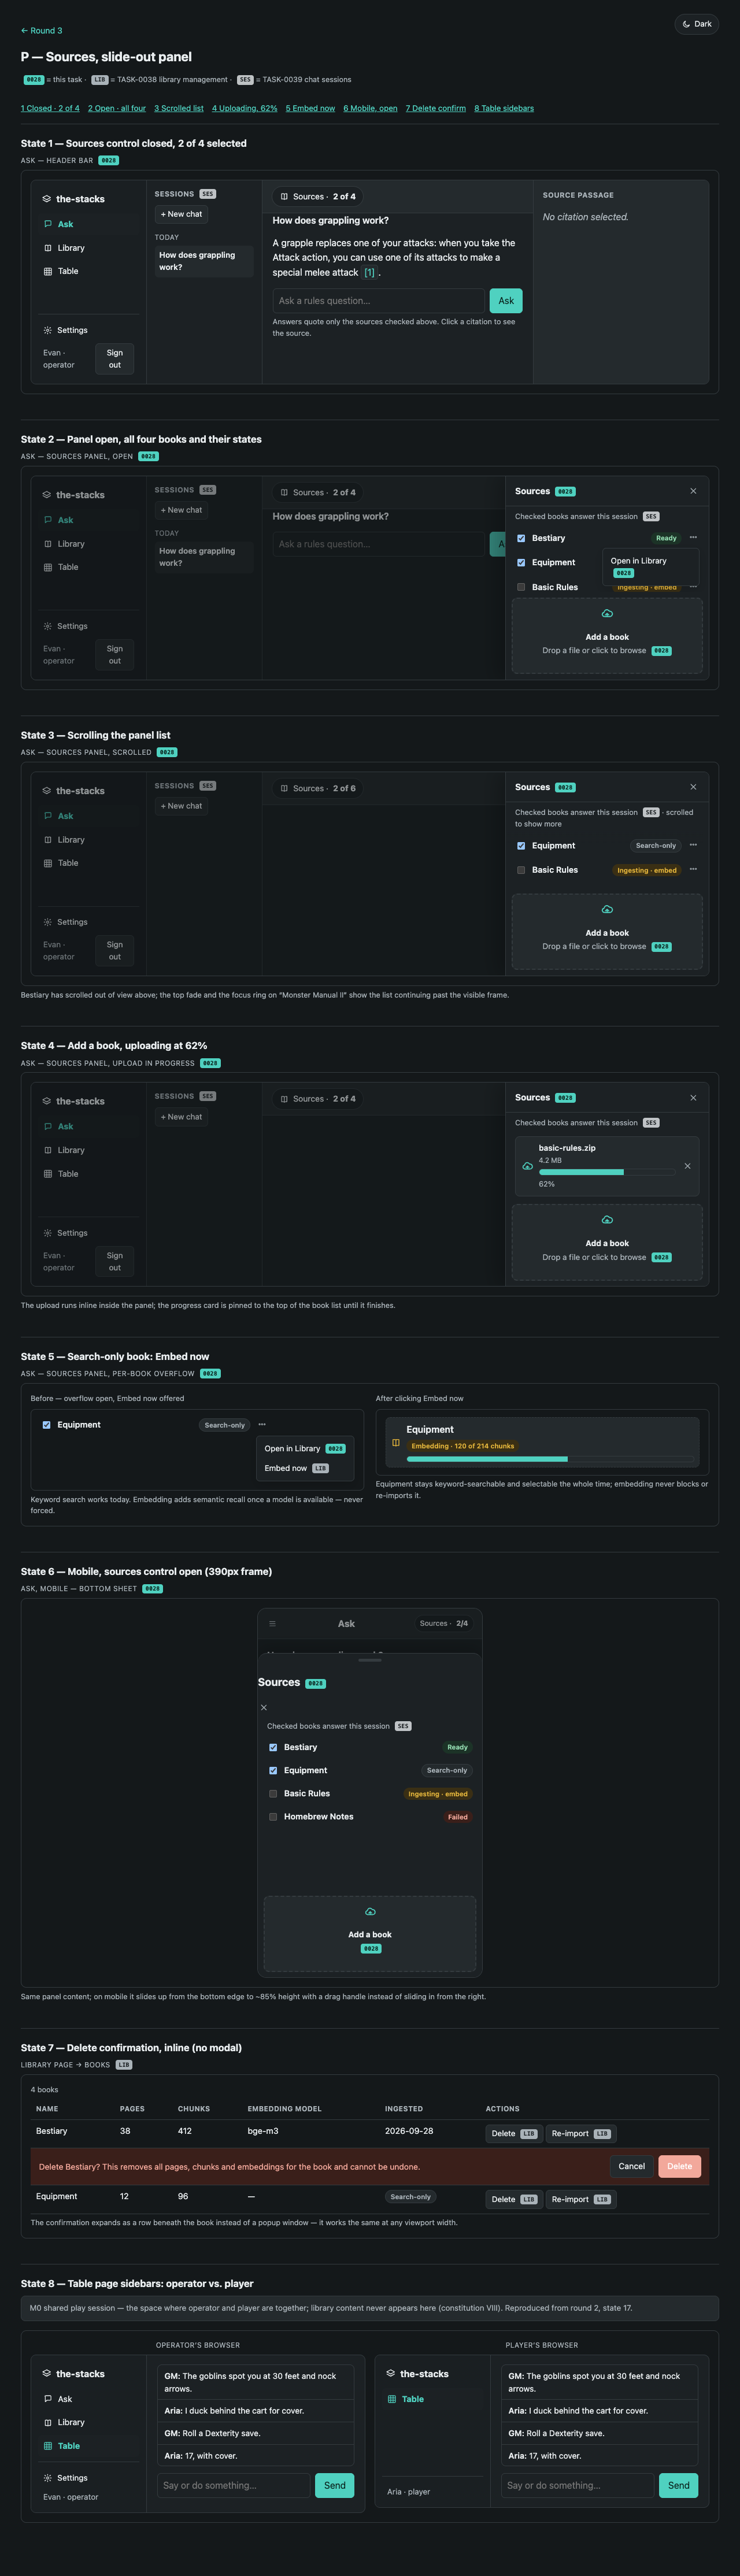 ← Round 3
Dark
P — Sources, slide-out panel
0028 = this task · LIB = TASK-0038 library management · SES = TASK-0039 chat sessions
1 Closed · 2 of 4 2 Open · all four 3 Scrolled list 4 Uploading, 62% 5 Embed now 6 Mobile, open 7 Delete confirm 8 Table sidebars
State 1 — Sources control closed, 2 of 4 selected
ASK — HEADER BAR 0028
the-stacks
Ask
Library
Table
Settings
Evan ·
operator
Sign
out
SESSIONS SES
+ New chat
TODAY
How does grappling
work?
Sources · 2 of 4
How does grappling work?
A grapple replaces one of your attacks: when you take the
Attack action, you can use one of its attacks to make a
special melee attack [1] .
Ask a rules question...
Ask
Answers quote only the sources checked above. Click a citation to see
the source.
SOURCE PASSAGE
No citation selected.
State 2 — Panel open, all four books and their states
ASK — SOURCES PANEL, OPEN 0028
the-stacks
Ask
Library
Table
Settings
Evan ·
operator
Sign
out
SESSIONS SES
+ New chat
TODAY
How does grappling
work?
Sources · 2 of 4
How does grappling work?
Ask a rules question...
Sources 0028
Checked books answer this session SES
Bestiary Ready
Equipment
Open in Library
0028
Basic Rules Ingesting · embed
Add a book
Drop a file or click to browse 0028
State 3 — Scrolling the panel list
ASK — SOURCES PANEL, SCROLLED 0028
the-stacks
Ask
Library
Table
Settings
Evan ·
operator
Sign
out
SESSIONS SES
+ New chat
Sources · 2 of 6
Sources 0028
Checked books answer this session SES · scrolled
to show more
Equipment Search-only
Basic Rules Ingesting · embed
Add a book
Drop a file or click to browse 0028
Bestiary has scrolled out of view above; the top fade and the focus ring on "Monster Manual II" show the list continuing past the visible frame.
State 4 — Add a book, uploading at 62%
ASK — SOURCES PANEL, UPLOAD IN PROGRESS 0028
the-stacks
Ask
Library
Table
Settings
Evan ·
operator
Sign
out
SESSIONS SES
+ New chat
Sources · 2 of 4
Sources 0028
Checked books answer this session SES
basic-rules.zip
4.2 MB
62%
Add a book
Drop a file or click to browse 0028
The upload runs inline inside the panel; the progress card is pinned to the top of the book list until it finishes.
State 5 — Search-only book: Embed now
ASK — SOURCES PANEL, PER-BOOK OVERFLOW 0028
Before — overflow open, Embed now offered
Equipment Search-only
Open in Library 0028
Embed now LIB
Keyword search works today. Embedding adds semantic recall once a model is available — never
forced.
After clicking Embed now
Equipment
Embedding · 120 of 214 chunks
Equipment stays keyword-searchable and selectable the whole time; embedding never blocks or
re-imports it.
State 6 — Mobile, sources control open (390px frame)
ASK, MOBILE — BOTTOM SHEET 0028
Ask
Sources · 2/4
Sources 0028
Checked books answer this session SES
Bestiary Ready
Equipment Search-only
Basic Rules Ingesting · embed
Homebrew Notes Failed
Add a book
0028
Same panel content; on mobile it slides up from the bottom edge to ~85% height with a drag handle instead of sliding in from the right.
State 7 — Delete confirmation, inline (no modal)
LIBRARY PAGE → BOOKS LIB
4 books
NAME PAGES CHUNKS EMBEDDING MODEL INGESTED ACTIONS
Bestiary 38 412 bge-m3 2026-09-28 Delete LIB Re-import LIB
Delete Bestiary? This removes all pages, chunks and embeddings for the book and cannot be undone. Cancel Delete
Equipment 12 96 — Search-only Delete LIB Re-import LIB
The confirmation expands as a row beneath the book instead of a popup window — it works the same at any viewport width.
State 8 — Table page sidebars: operator vs. player
M0 shared play session — the space where operator and player are together; library content never appears here (constitution VIII). Reproduced from round 2, state 17.
OPERATOR'S BROWSER
the-stacks
Ask
Library
Table
Settings
Evan · operator
GM: The goblins spot you at 30 feet and nock
arrows.
Aria: I duck behind the cart for cover.
GM: Roll a Dexterity save.
Aria: 17, with cover.
Say or do something...
Send
PLAYER'S BROWSER
the-stacks
Table
Aria · player
GM: The goblins spot you at 30 feet and nock
arrows.
Aria: I duck behind the cart for cover.
GM: Roll a Dexterity save.
Aria: 17, with cover.
Say or do something...
Send